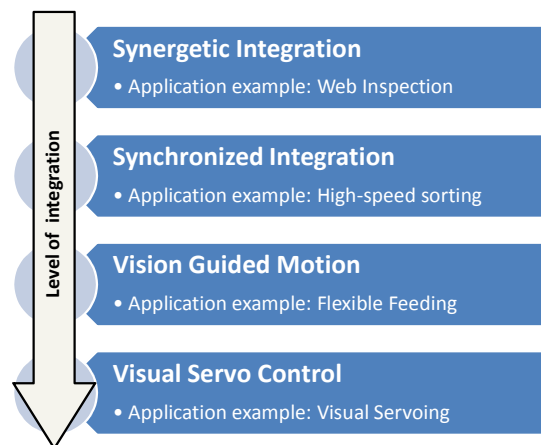 Synergetic Integration
• Application example: Web Inspection
Synchronized Integration
• Application example: High-speed sorting
Vision Guided Motion
• Application example: Flexible Feeding
Visual Servo Control
• Application example: Visual Servoing
Level of integration